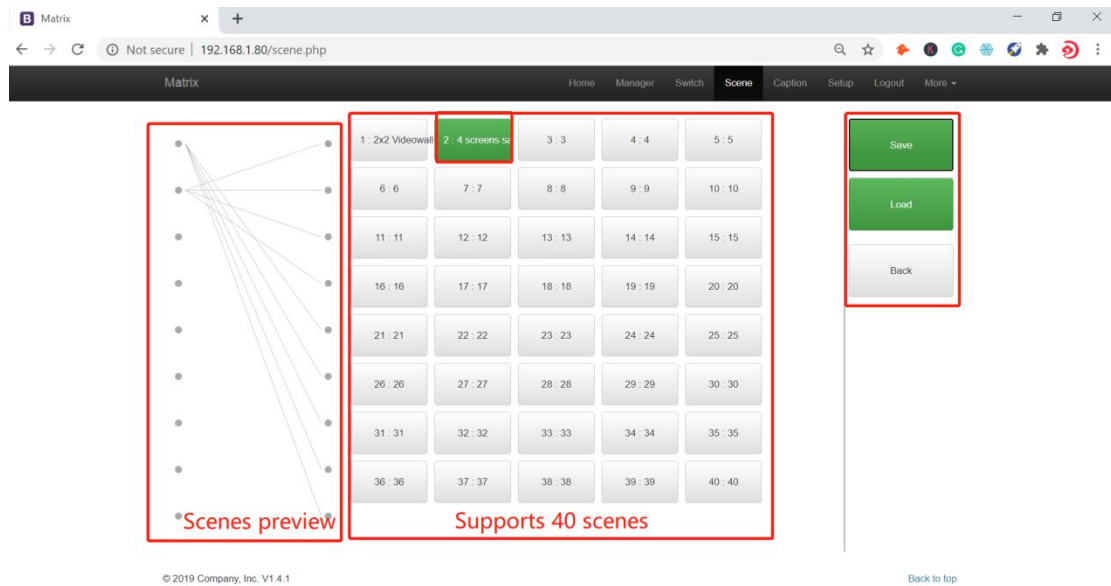 B Matrix
Not secure | 192.168.1.80/scene.php
Matrix Home Manager Switch Scene Caption Setup Logout More
1 : 2x2 Videowall 2 : 4 screens sa 3 : 3 4 : 4 5 : 5
Save
6 : 6 7 : 7 8 : 8 9 : 9 10 : 10
Load
11 : 11 12 : 12 13 : 13 14 : 14 15 : 15
Back
16 : 16 17 : 17 18 : 18 19 : 19 20 : 20
21 : 21 22 : 22 23 : 23 24 : 24 25 : 25
26 : 26 27 : 27 28 : 28 29 : 29 30 : 30
31 : 31 32 : 32 33 : 33 34 : 34 35 : 35
36 : 36 37 : 37 38 : 38 39 : 39 40 : 40
Scenes preview Supports 40 scenes
© 2019 Company, Inc. V1.4.1 Back to top